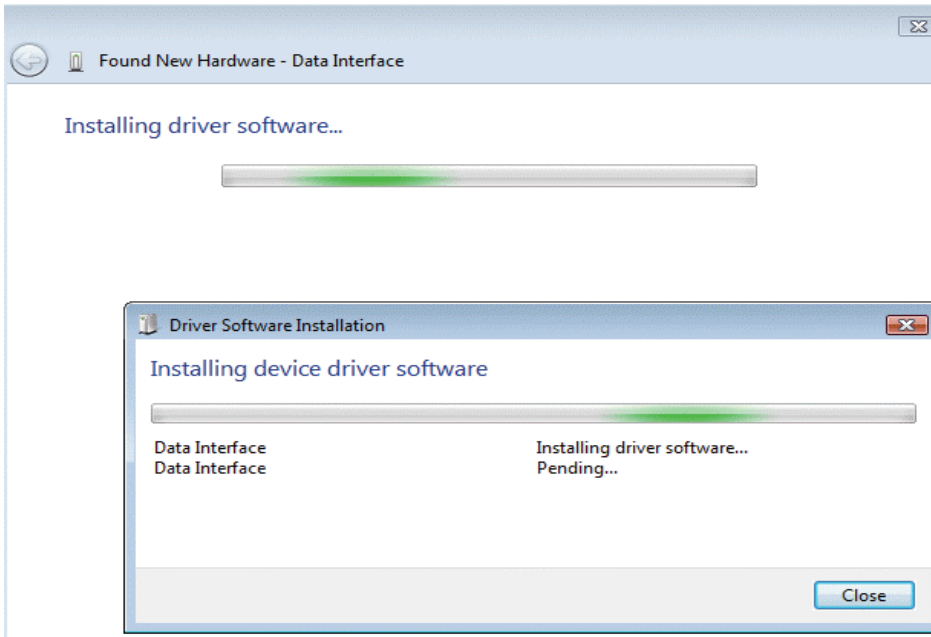 Found New Hardware - Data Interface
Installing driver software...
Driver Software Installation
Installing device driver software
Data Interface Installing driver software...
Data Interface Pending...
Close